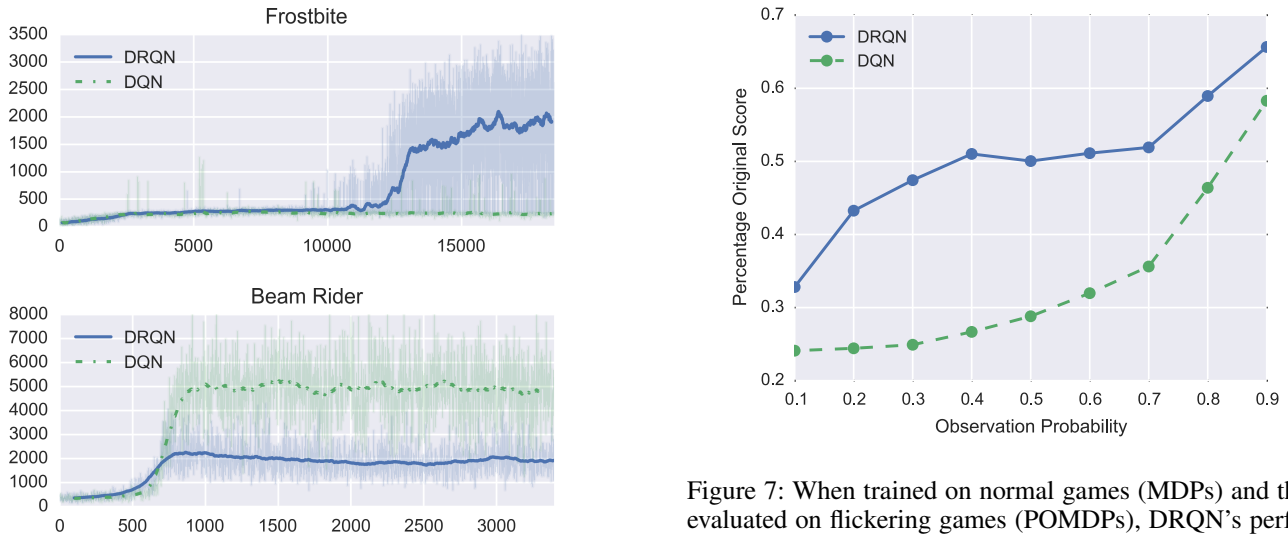 Frostbite
3500
3000
2500
2000
1500
1000
500
0
DRQN
DQN
0 5000 10000 15000
Beam Rider
8000
7000
6000
5000
4000
3000
2000
1000
0
DRQN
DQN
0 500 1000 1500 2000 2500 3000
0.7
0.6
0.5
0.4
0.3
0.2
Percentage Original Score
DRQN
DQN
0.1 0.2 0.3 0.4 0.5 0.6 0.7 0.8 0.9
Observation Probability
Figure 7: When trained on normal games (MDPs) and th
evaluated on flickering games (POMDPs), DRQN's perf